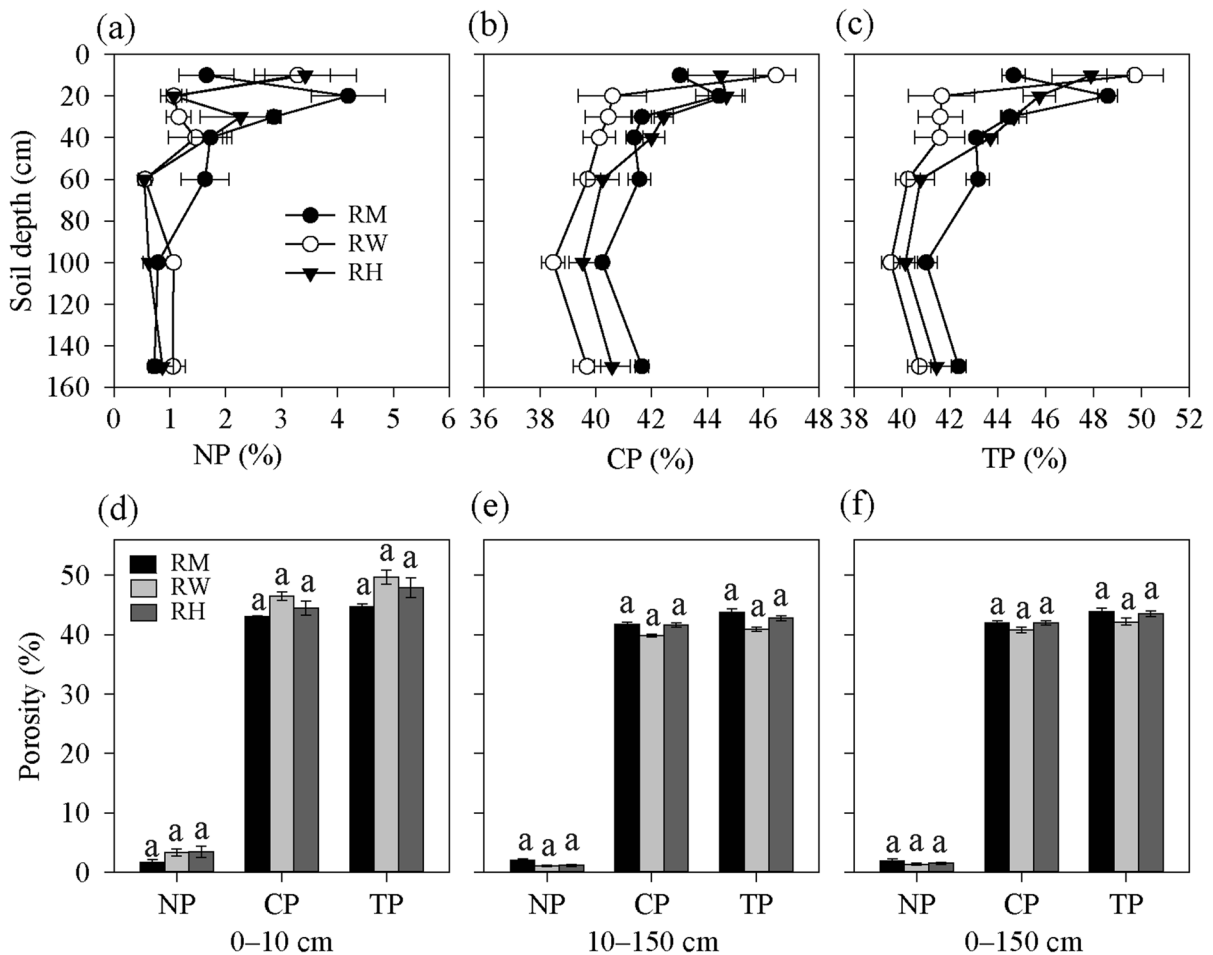 (a)
(b)
(c)
0
20
40
60
80
100
120
140
160
Soil depth (cm)
RM
RW
RH
0 1 2 3 4 5 6
36 40 42 44 46 48
38 40 42 44 46 48 50 52
NP (%)
CP (%)
TP (%)
(d)
(e)
(f)
RM
RW
RH
50
40
30
20
10
0
Porosity (%)
a a a a a a a a a
a a a a a a a a a
a a a a a a a a a
NP CP TP
NP CP TP
NP CP TP
0–10 cm
10–150 cm
0–150 cm